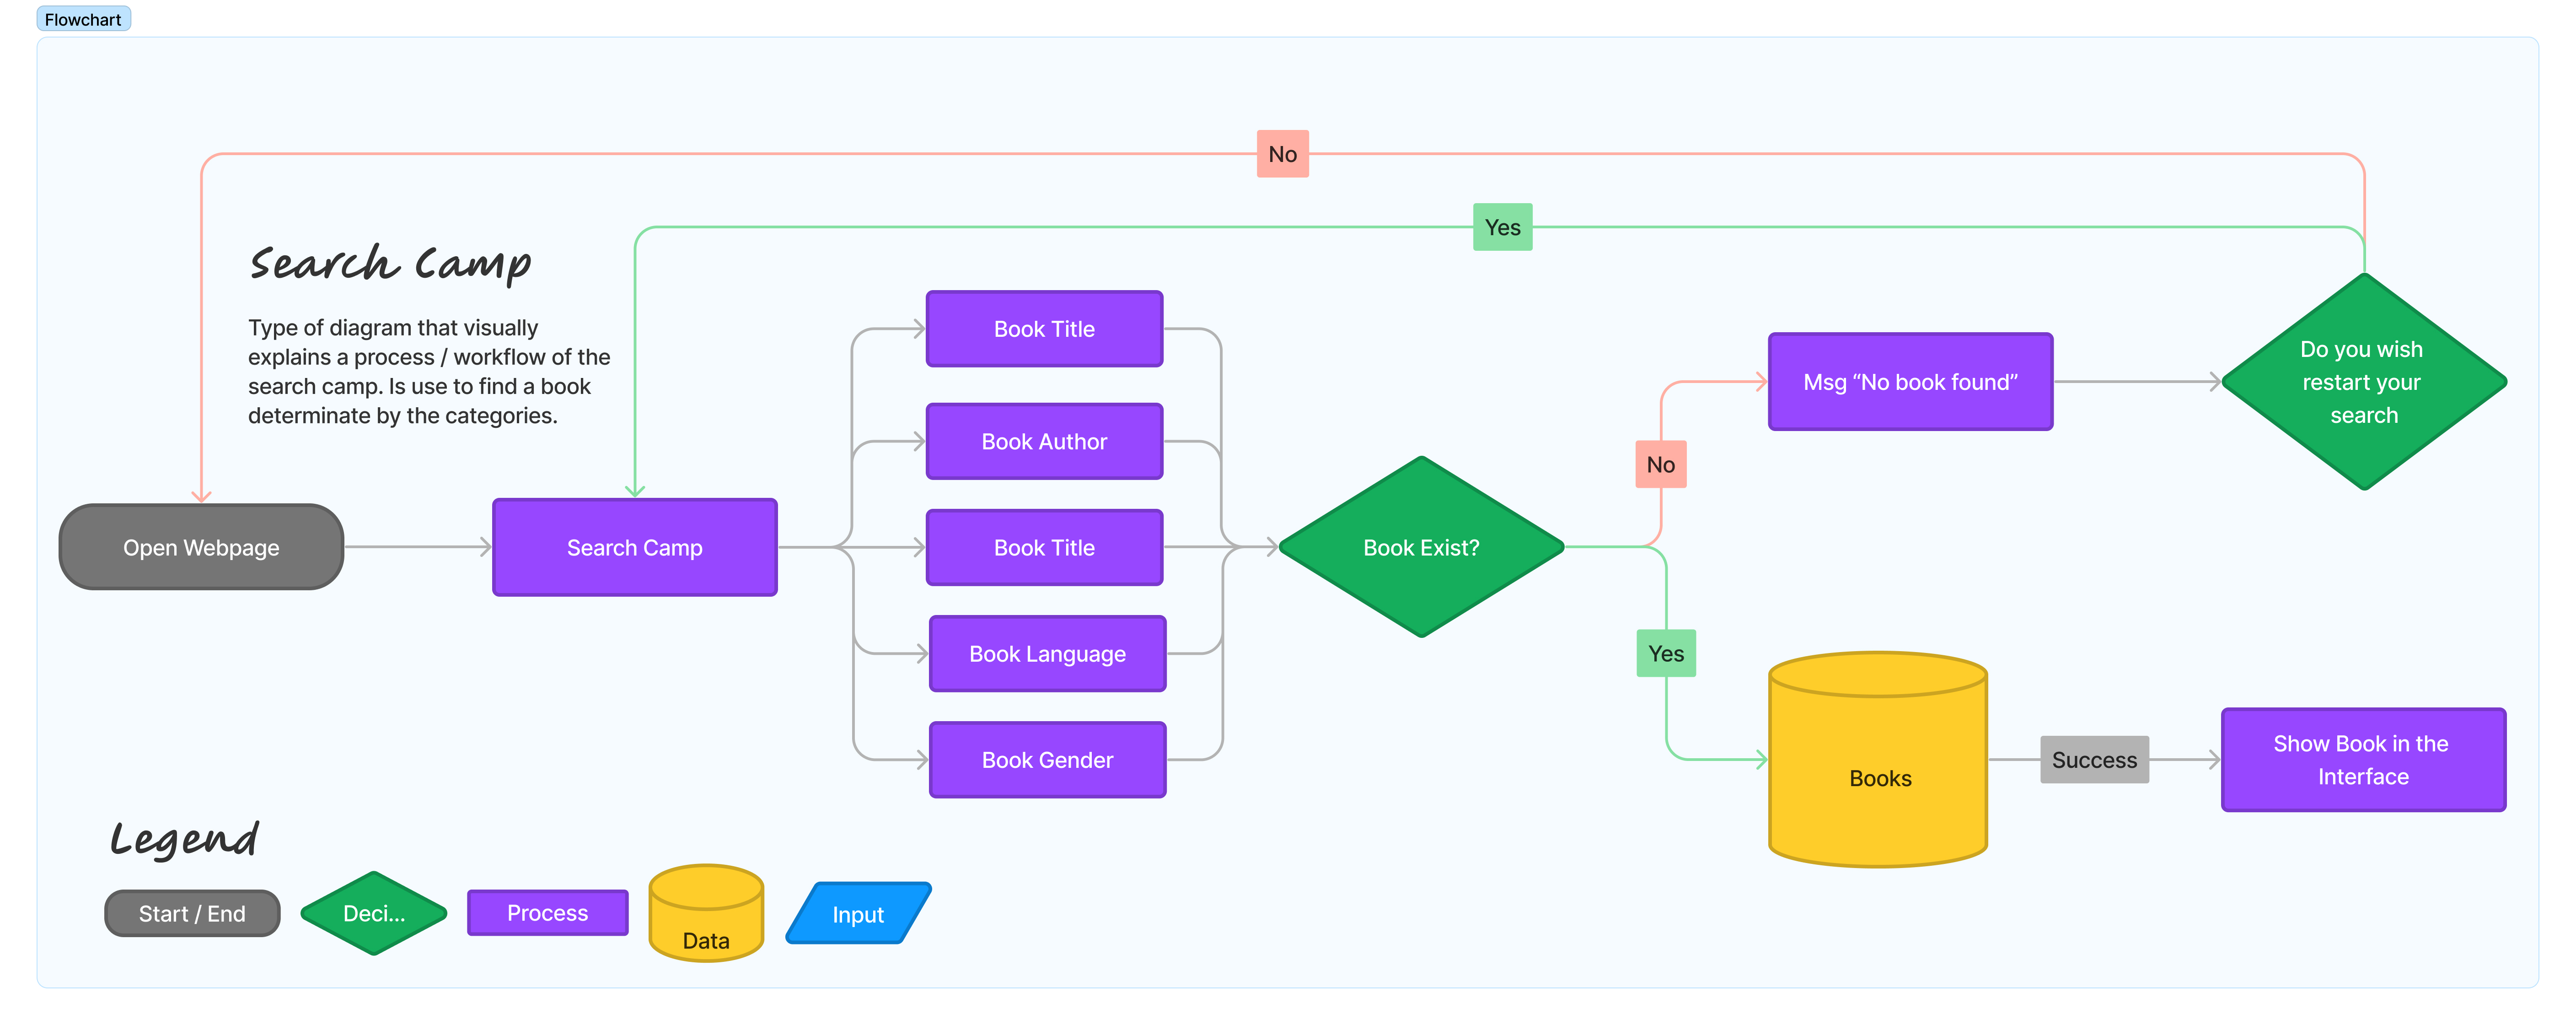 Flowchart
No
Yes
Search Camp
Type of diagram that visually
explains a process / workflow of the
search camp. Is use to find a book
determinate by the categories.
Open Webpage
Search Camp
Book Title
Book Author
Book Title
Book Language
Book Gender
Book Exist?
No
Yes
Msg “No book found”
Do you wish
restart your
search
Books
Success
Show Book in the
Interface
Legend
Start / End
Deci...
Process
Data
Input